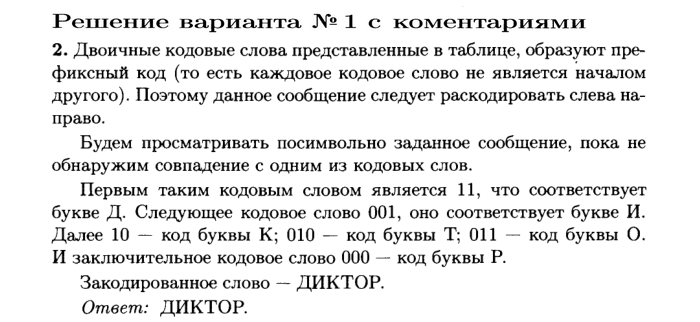 Решение варианта № 1 с коментариями
2. Двоичные кодовые слова представленные в таблице, образуют пре-
фиксный код (то есть каждовое кодовое слово не является началом
другого). Поэтому данное сообщение следует раскодировать слева на-
право.
Будем просматривать посимвольно заданное сообщение, пока не
обнаружим совпадение с одним из кодовых слов.
Первым таким кодовым словом является 11, что соответствует
букве Д. Следующее кодовое слово 001, оно соответствует букве И.
Далее 10 — код буквы К; 010 — код буквы Т; 011 — код буквы О.
И заключительное кодовое слово 000 — код буквы Р.
Закодированное слово — ДИКТОР.
Ответ: ДИКТОР.